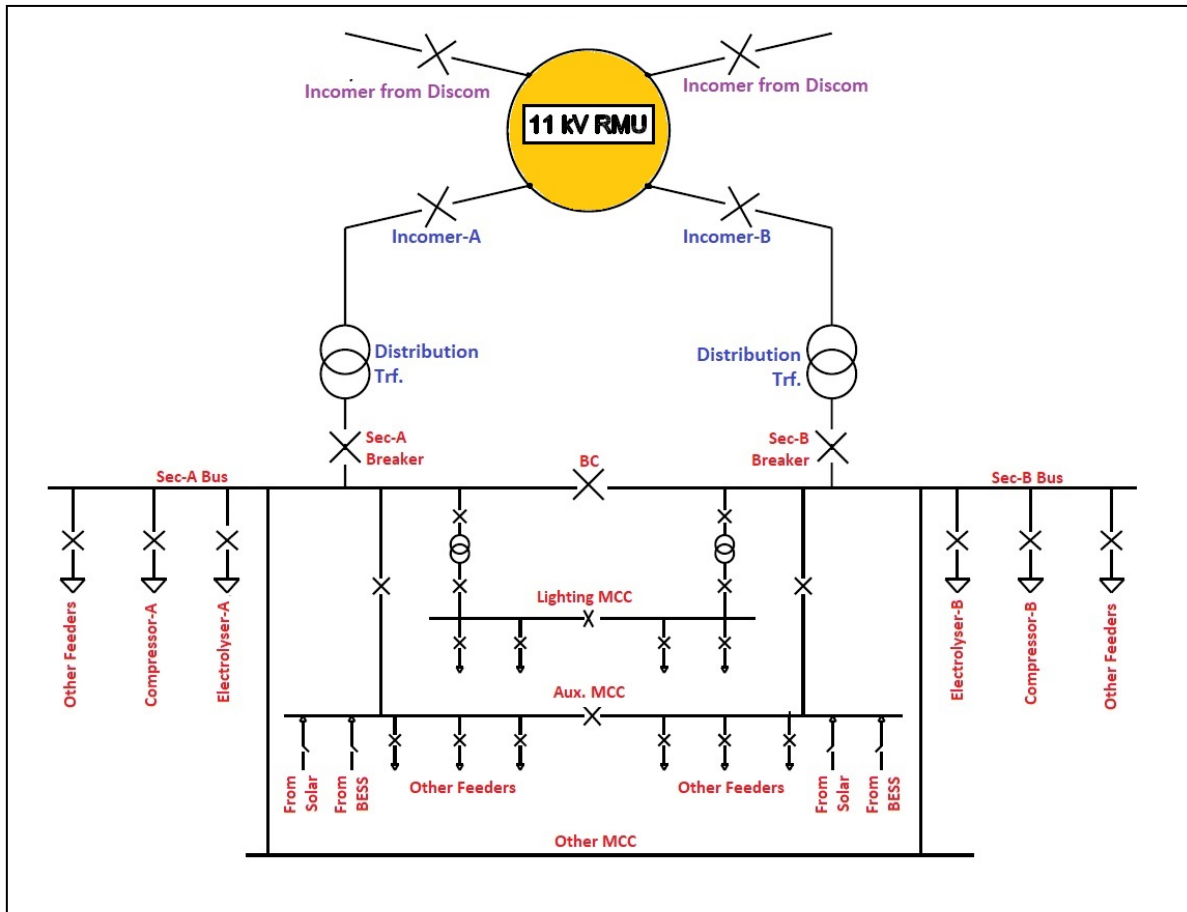 Incomer from Discom
Incomer from Discom
11 kV RMU
Incomer-A
Incomer-B
Distribution
Trf.
Distribution
Trf.
Sec-A
Breaker
BC
Sec-B
Breaker
Sec-A Bus
Sec-B Bus
Other Feeders
Compressor-A
Electrolyser-A
Lighting MCC
Electrolyser-B
Compressor-B
Other Feeders
Aux. MCC
From
Solar
From
BESS
Other Feeders
Other Feeders
From
Solar
From
BESS
Other MCC